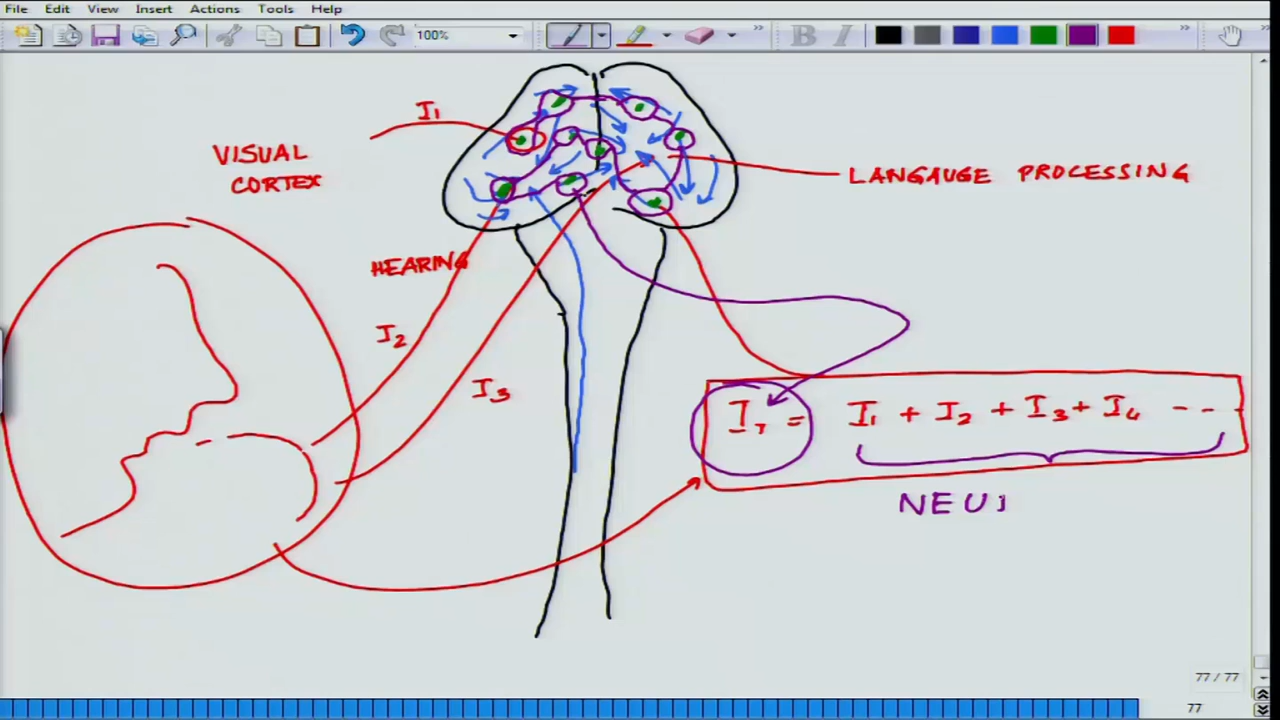 File Edit View Insert Actions Tools Help
100%
B I
I1
VISUAL
CORTEX
LANGAUGE PROCESSING
HEARING
I2
I3
IT = I1 + I2 + I3 + I4 - - -
NEU
77 / 77
77